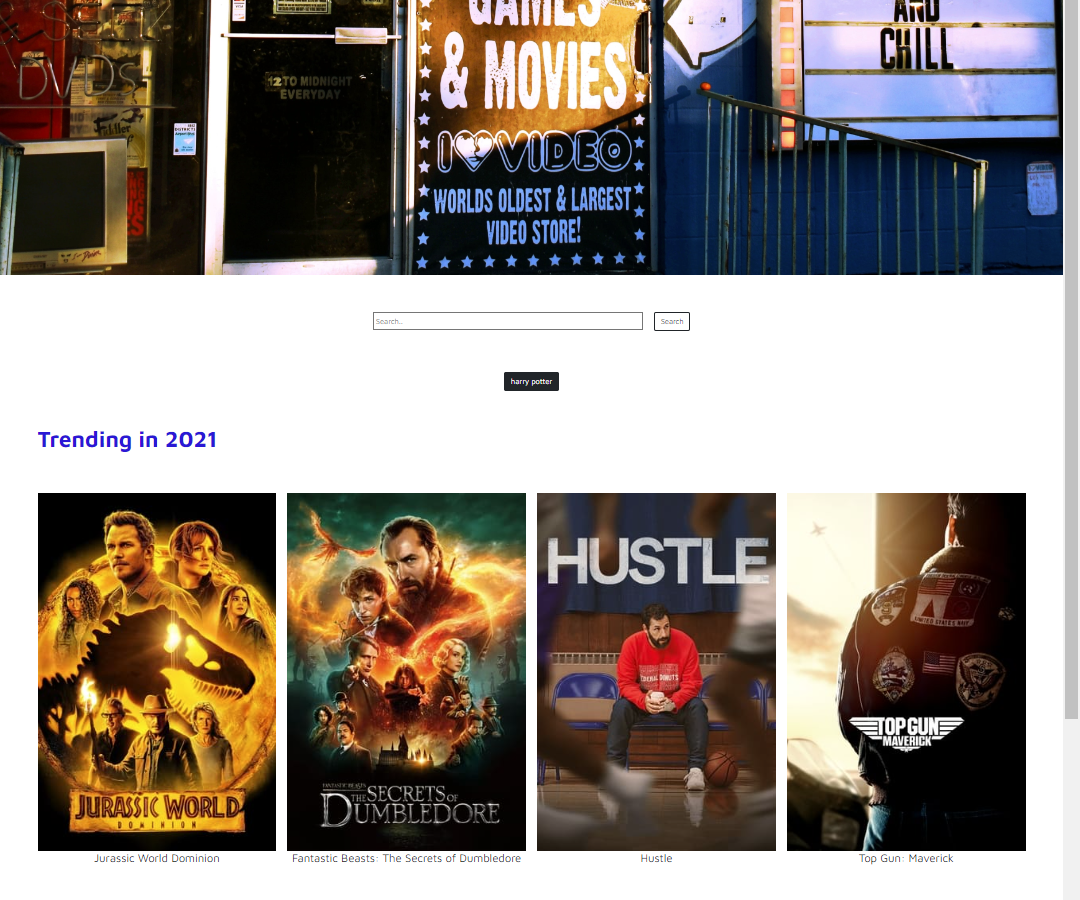 GAMES
& MOVIES
I VIDEO
WORLDS OLDEST & LARGEST
VIDEO STORE!
DVDs
12 TO MIDNIGHT
EVERYDAY
Fiddler
AND
CHILL
Search..
Search
harry potter
Trending in 2021
JURASSIC WORLD
DOMINION
FANTASTIC BEASTS
THE SECRETS OF
DUMBLEDORE
HUSTLE
TOP GUN
MAVERICK
Jurassic World Dominion
Fantastic Beasts: The Secrets of Dumbledore
Hustle
Top Gun: Maverick